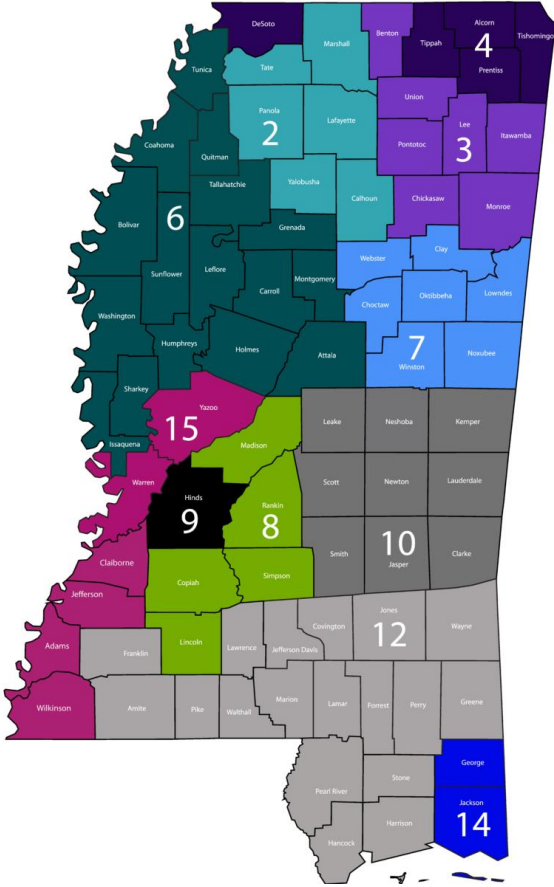 DeSoto
Marshall
Benton
Tippah
Alcorn
4
Tishomingo
Prentiss
Tunica
Tate
Panola
2
Lafayette
Union
Lee
3
Itawamba
Pontotoc
Coahoma
Quitman
Tallahatchie
Yalobusha
Calhoun
Chickasaw
Monroe
Bolivar
6
Sunflower
Leflore
Grenada
Carroll
Montgomery
Webster
Clay
Choctaw
Oktibbeha
Lowndes
Washington
Humphreys
Holmes
Attala
7
Winston
Noxubee
Sharkey
Issaquena
Yazoo
15
Madison
Leake
Neshoba
Kemper
Warren
Hinds
9
Rankin
8
Scott
Newton
Lauderdale
Claiborne
Copiah
Simpson
Smith
10
Jasper
Clarke
Jefferson
Adams
Franklin
Lincoln
Lawrence
Jefferson Davis
Covington
Jones
12
Wayne
Wilkinson
Amite
Pike
Walthall
Marion
Lamar
Forrest
Perry
Greene
Pearl River
Stone
George
Hancock
Harrison
Jackson
14